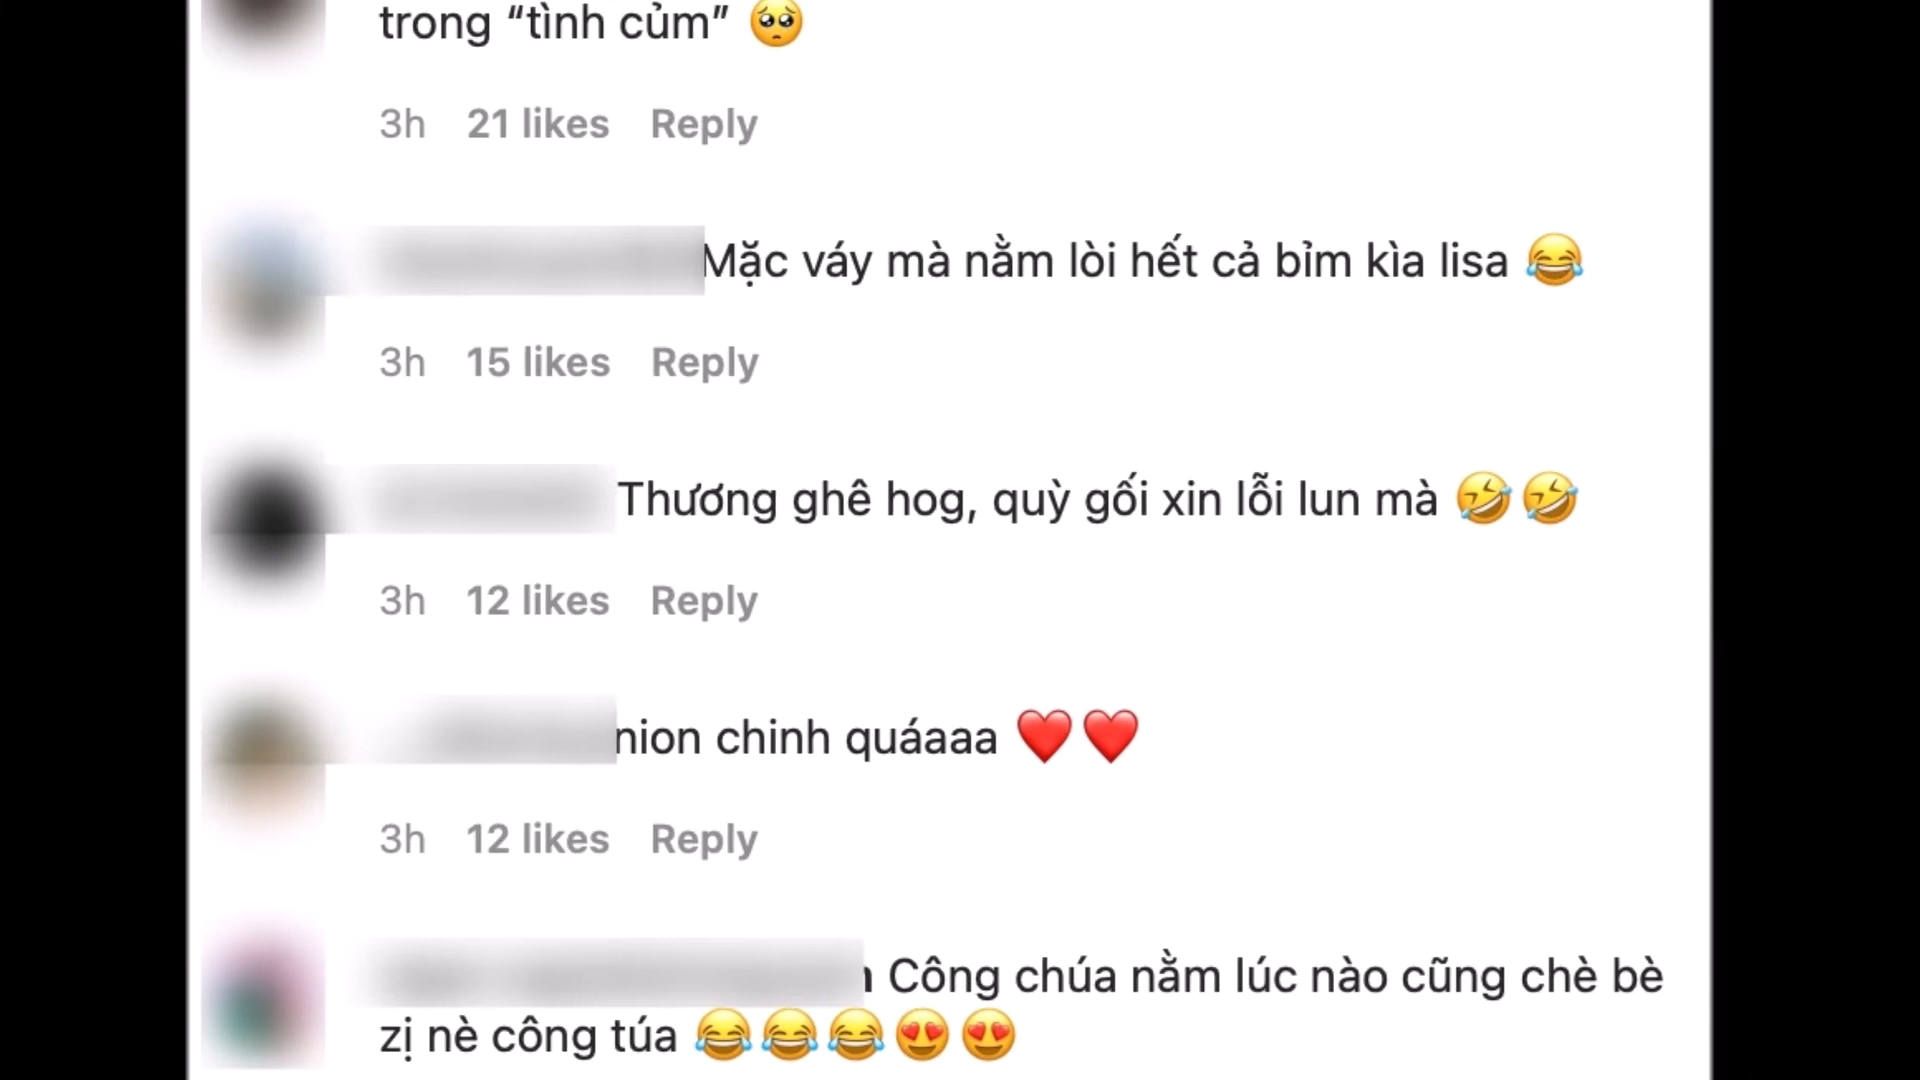 trong “tình củm” 🥺
3h 21 likes Reply
Mặc váy mà nằm lòi hết cả bỉm kìa lisa 😂
3h 15 likes Reply
Thương ghê hog, quỳ gối xin lỗi lun mà 🤣🤣
3h 12 likes Reply
nion chinh quáaaa ❤️❤️
3h 12 likes Reply
Công chúa nằm lúc nào cũng chè bè
zị nè công túa 😂😂😂😍😍